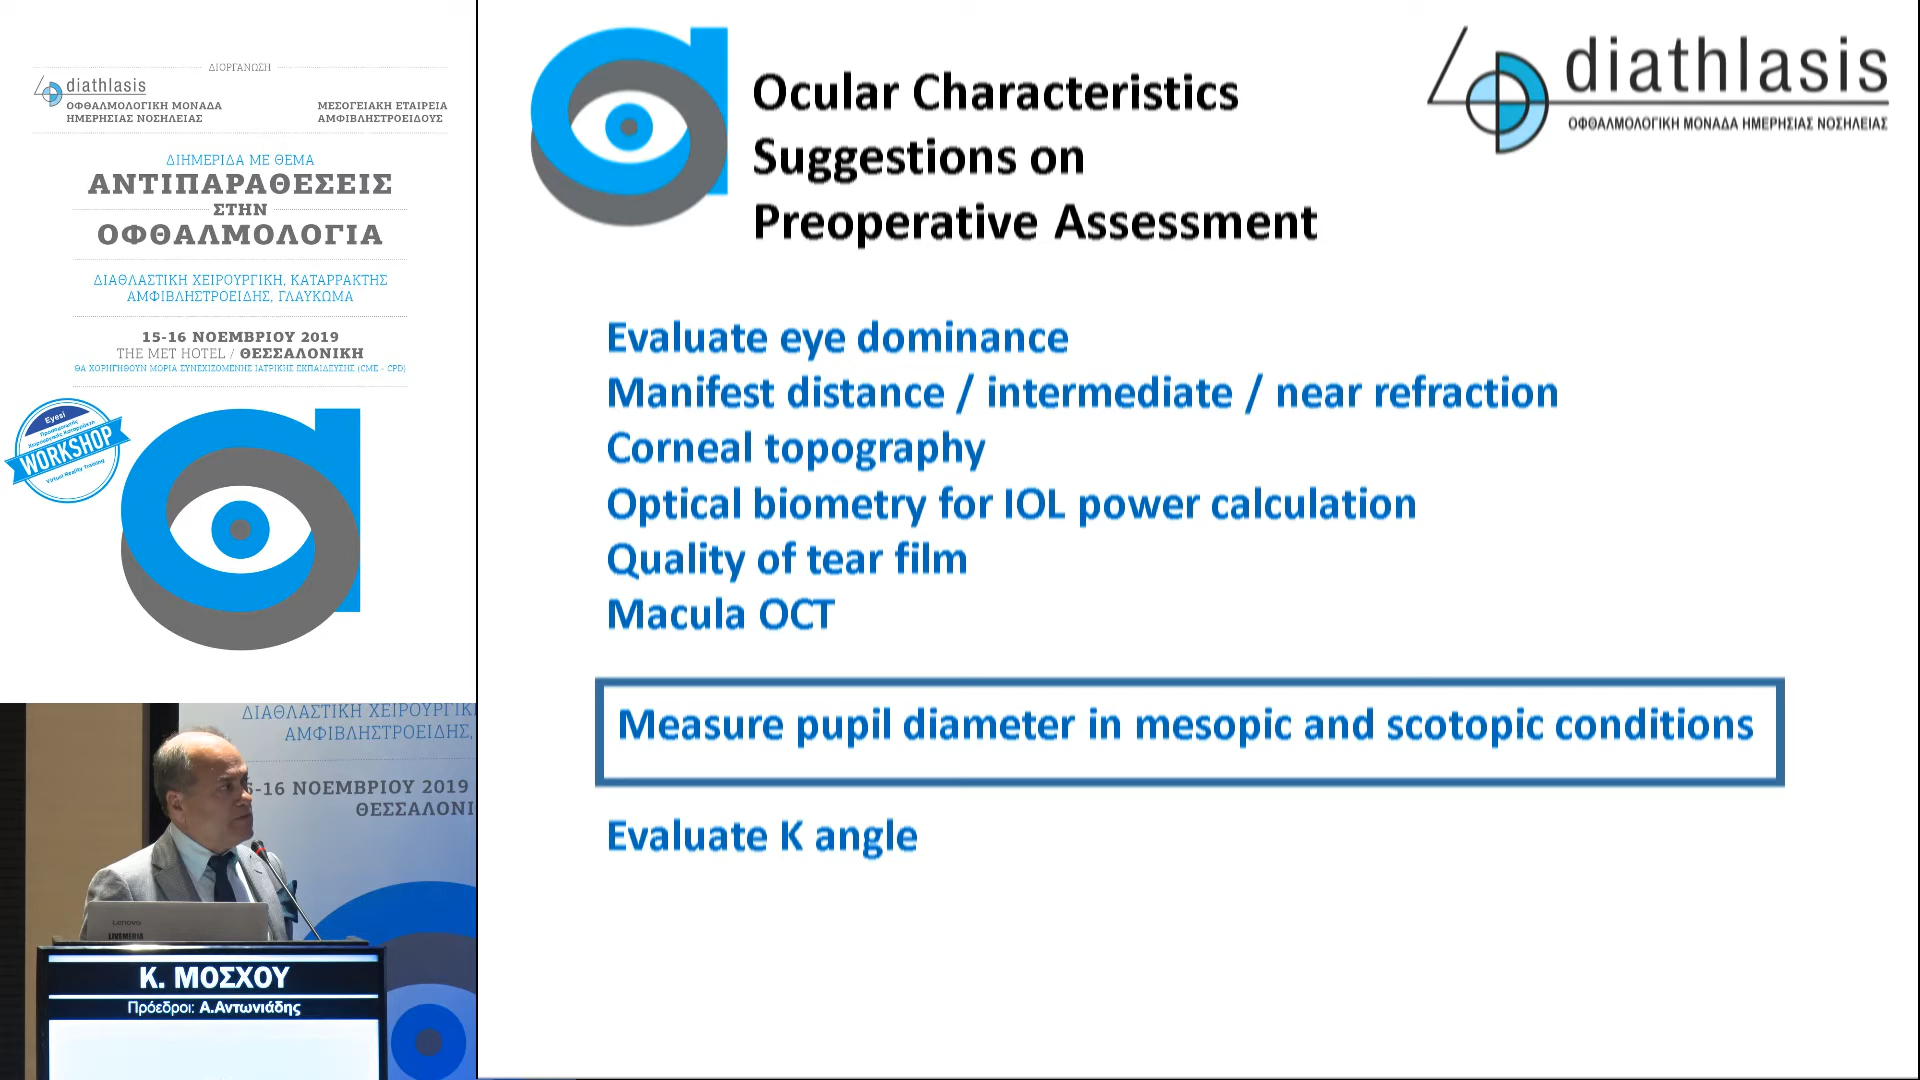 ΔΙΟΡΓΑΝΩΣΗ
diathlasis
ΟΦΘΑΛΜΟΛΟΓΙΚΗ ΜΟΝΑΔΑ
ΗΜΕΡΗΣΙΑΣ ΝΟΣΗΛΕΙΑΣ
ΜΕΣΟΓΕΙΑΚΗ ΕΤΑΙΡΕΙΑ
ΑΜΦΙΒΛΗΣΤΡΟΕΙΔΟΥΣ
ΔΙΗΜΕΡΙΔΑ ΜΕ ΘΕΜΑ
ΑΝΤΙΠΑΡΑΘΕΣΕΙΣ
ΣΤΗΝ
ΟΦΘΑΛΜΟΛΟΓΙΑ
ΔΙΑΘΛΑΣΤΙΚΗ ΧΕΙΡΟΥΡΓΙΚΗ, ΚΑΤΑΡΡΑΚΤΗΣ
ΑΜΦΙΒΛΗΣΤΡΟΕΙΔΗΣ, ΓΛΑΥΚΩΜΑ
15-16 ΝΟΕΜΒΡΙΟΥ 2019
THE MET HOTEL / ΘΕΣΣΑΛΟΝΙΚΗ
ΘΑ ΧΟΡΗΓΗΘΟΥΝ ΜΟΡΙΑ ΣΥΝΕΧΙΖΟΜΕΝΗΣ ΙΑΤΡΙΚΗΣ ΕΚΠΑΙΔΕΥΣΗΣ (CME - CPD)
Eyesi
WORKSHOP
Virtual Reality Training
Ocular Characteristics
Suggestions on
Preoperative Assessment
diathlasis
ΟΦΘΑΛΜΟΛΟΓΙΚΗ ΜΟΝΑΔΑ ΗΜΕΡΗΣΙΑΣ ΝΟΣΗΛΕΙΑΣ
Evaluate eye dominance
Manifest distance / intermediate / near refraction
Corneal topography
Optical biometry for IOL power calculation
Quality of tear film
Macula OCT
Measure pupil diameter in mesopic and scotopic conditions
Evaluate K angle
ΔΙΑΘΛΑΣΤΙΚΗ ΧΕΙΡΟΥΡΓΙΚ
ΑΜΦΙΒΛΗΣΤΡΟΕΙΔΗΣ,
5-16 ΝΟΕΜΒΡΙΟΥ 2019
ΘΕΣΣΑΛΟΝΙ
Lenovo
LIVEMEDIA
Κ. ΜΟΣΧΟΥ
Πρόεδροι: Α.Αντωνιάδης